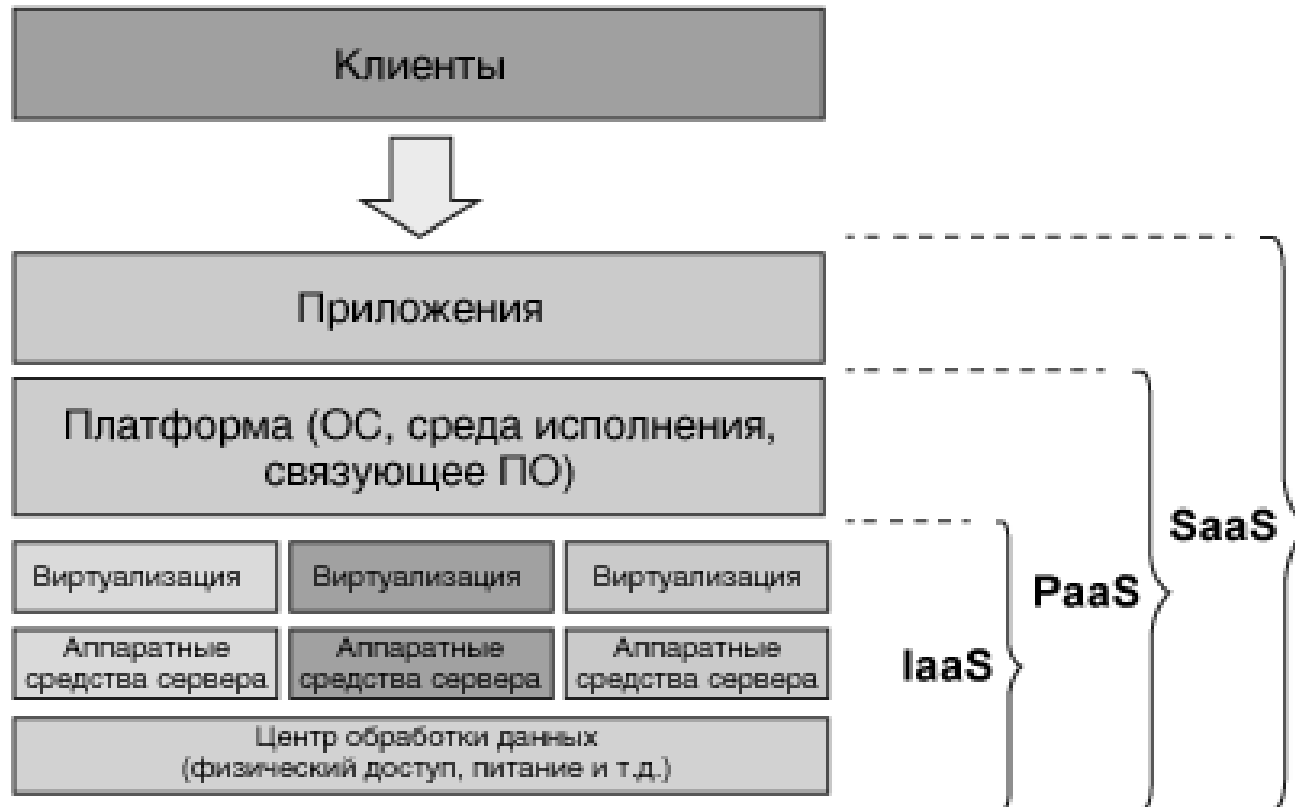 Клиенты
Приложения
Платформа (ОС, среда исполнения,
связующее ПО)
SaaS
PaaS
IaaS
Виртуализация
Виртуализация
Виртуализация
Аппаратные
средства сервера
Аппаратные
средства сервера
Аппаратные
средства сервера
Центр обработки данных
(физический доступ, питание и т.д.)